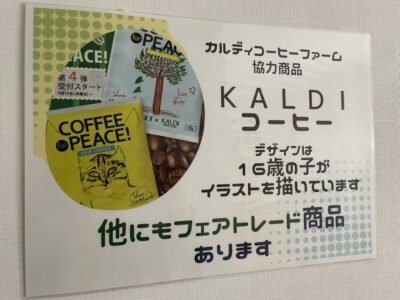 カルディコーヒーファーム
協力商品
KALDI
コーヒー
デザインは
16歳の子が
イラストを描いています
他にもフェアトレード商品
あります
PEACE!
第4弾
受付スタート
for PEACE!
KALDI
COFFEE
for PEACE!